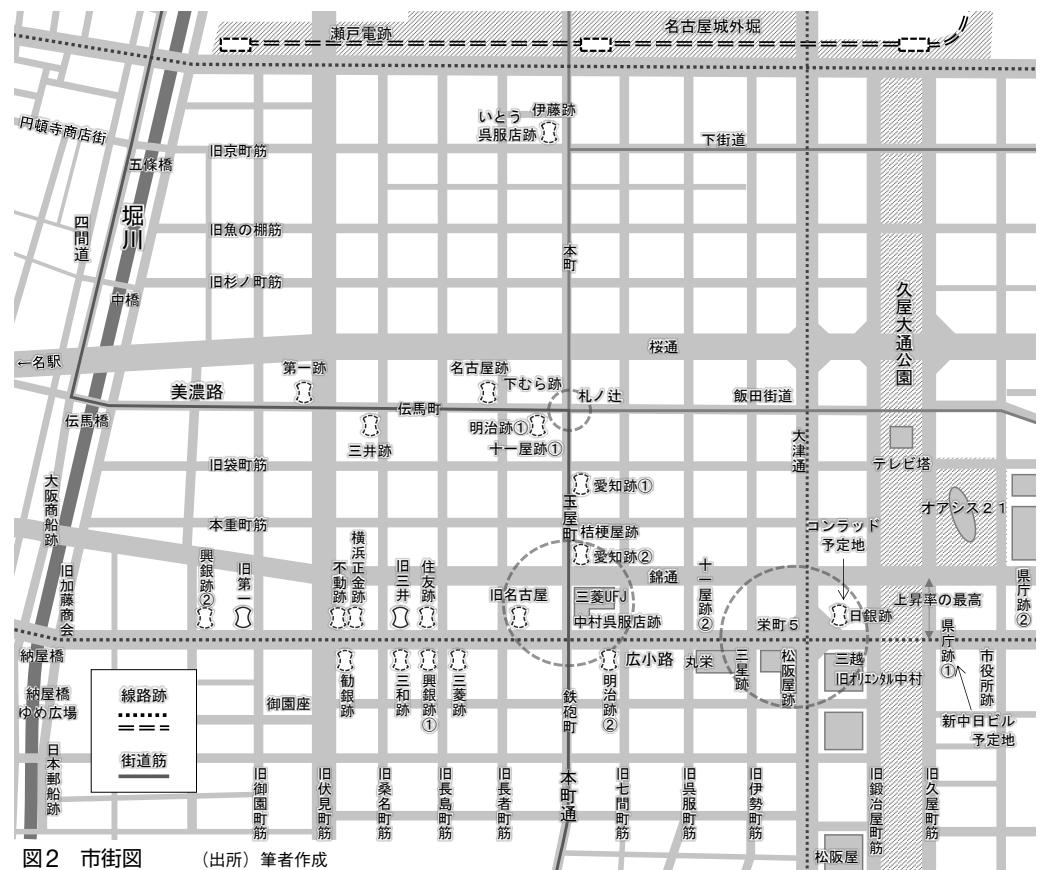 瀬戸電跡
名古屋城外堀
円頓寺商店街
いとう
呉服店跡
伊藤跡
下街道
旧京町筋
五條橋
堀川
四間道
旧魚の棚筋
本町
旧杉ノ町筋
中橋
久屋大通公園
桜通
←名駅
第一跡
名古屋跡
下むら跡
札ノ辻
飯田街道
美濃路
伝馬町
伝馬橋
三井跡
明治跡①
十一屋跡①
大津通
テレビ塔
旧袋町筋
大阪商船跡
愛知跡①
玉屋町
オアシス21
本重町筋
桔梗屋跡
コンラッド
予定地
横浜正金跡
興銀跡②
旧第一
不動跡
旧三井
住友跡
愛知跡②
十一屋跡②
錦通
県庁跡②
旧加藤商会
旧名古屋
三菱UFJ
中村呉服店跡
栄町5
日銀跡
上昇率の最高
県庁跡①
納屋橋
広小路
丸栄
三星跡
松阪屋跡
三越
旧オリエンタル中村
市役所跡
勧銀跡
三和跡
興銀跡①
三菱跡
明治跡②
納屋橋
ゆめ広場
御園座
鉄砲町
新中日ビル
予定地
線路跡
街道筋
日本郵船跡
旧御園町筋
旧伏見町筋
旧桑名町筋
旧長島町筋
旧長者町筋
本町通
旧七間町筋
旧呉服町筋
旧伊勢町筋
旧鍛冶屋町筋
旧久屋町筋
松阪屋
図2 市街図 （出所）筆者作成